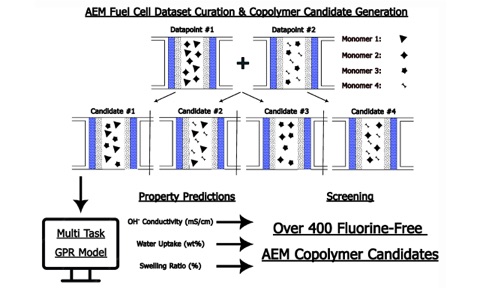 AEM Fuel Cell Dataset Curation & Copolymer Candidate Generation
Datapoint #1
Datapoint #2
Monomer 1:
Monomer 2:
Monomer 3:
Monomer 4:
+
Candidate #1
Candidate #2
Candidate #3
Candidate #4
Property Predictions
Screening
Multi Task
GPR Model
OH⁻ Conductivity (mS/cm)
Water Uptake (wt%)
Swelling Ratio (%)
Over 400 Fluorine-Free
AEM Copolymer Candidates